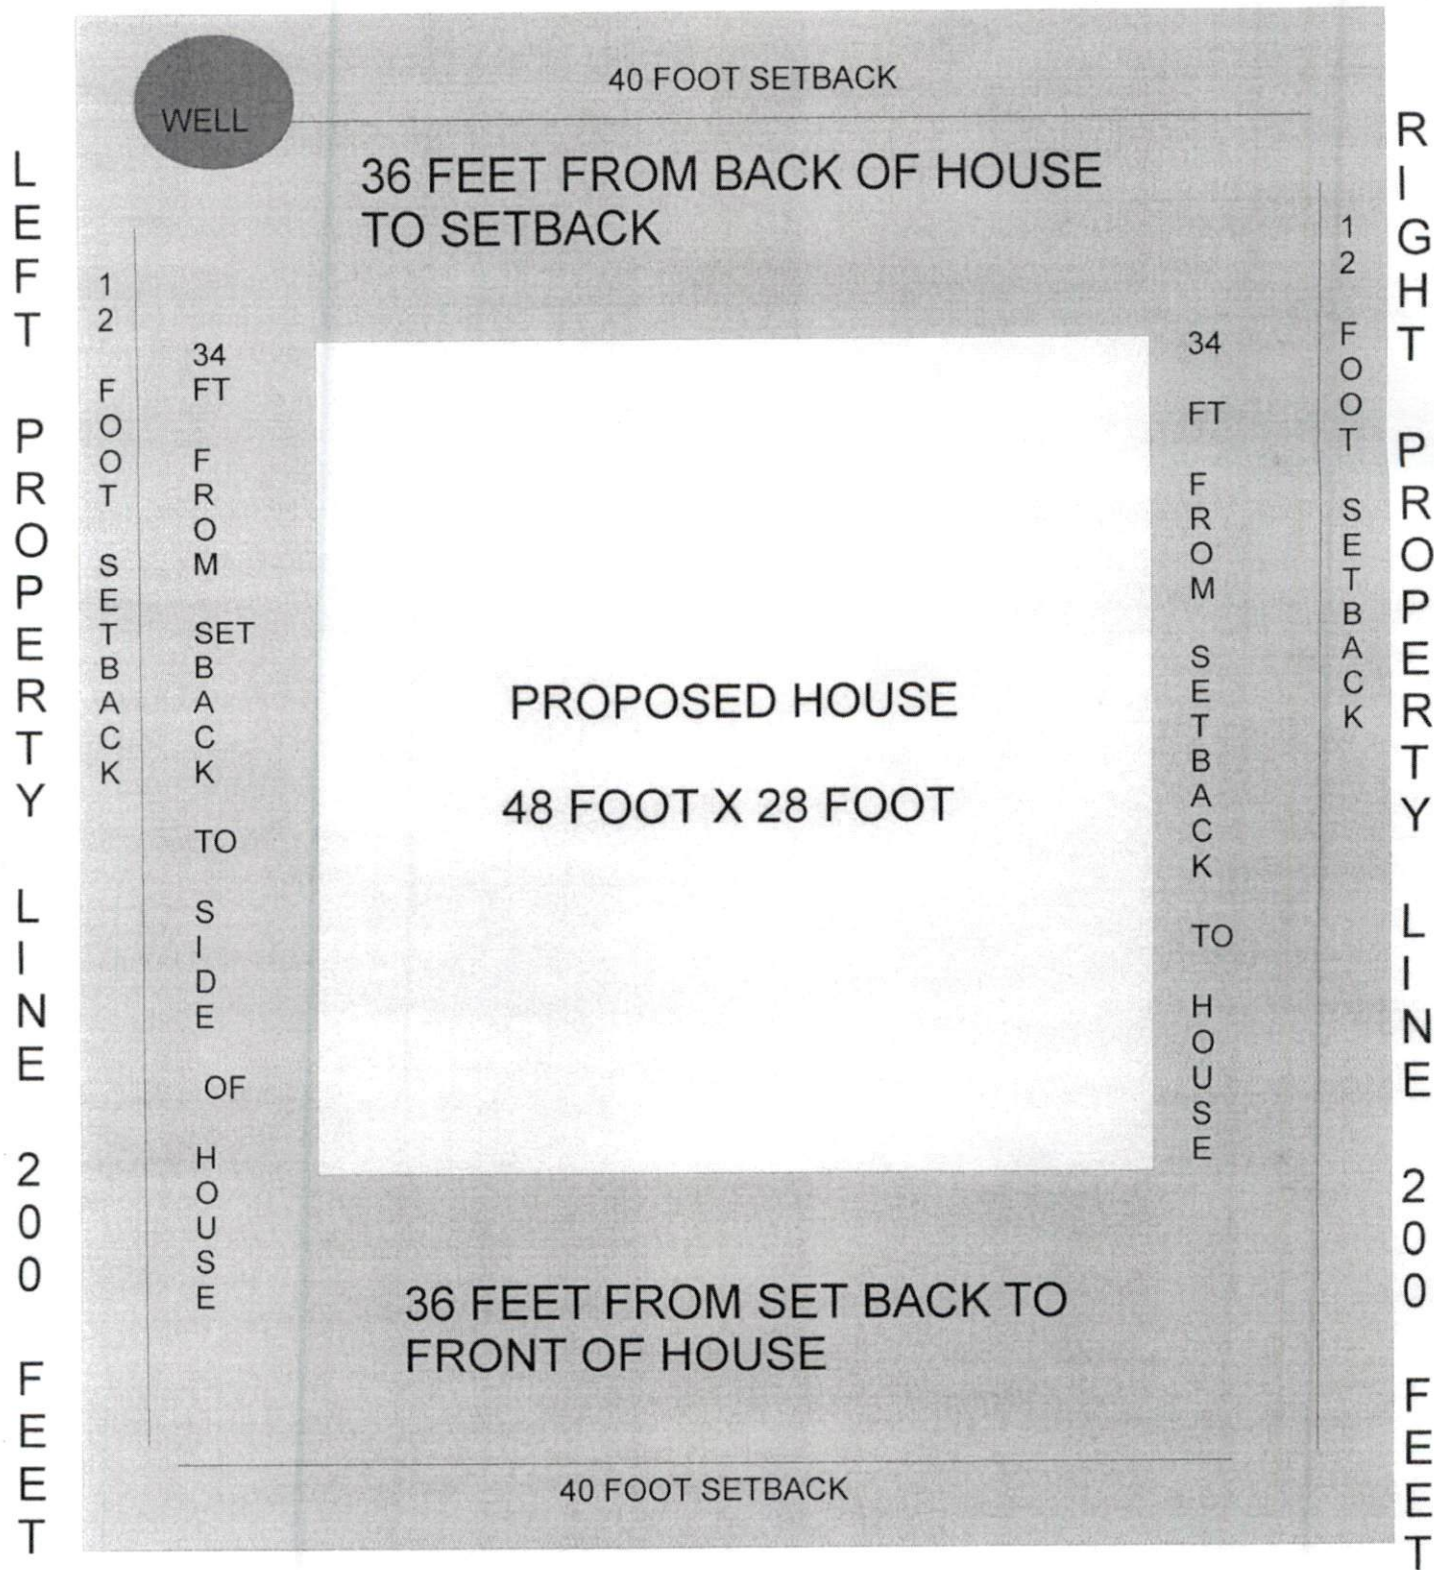 40 FOOT SETBACK
WELL
36 FEET FROM BACK OF HOUSE
TO SETBACK
LEFT PROPERTY LINE 200 FEET
12 FOOT SETBACK
34 FT FROM SET BACK TO SIDE OF HOUSE
PROPOSED HOUSE
48 FOOT X 28 FOOT
34 FT FROM SETBACK TO HOUSE
12 FOOT SETBACK
RIGHT PROPERTY LINE 200 FEET
36 FEET FROM SET BACK TO
FRONT OF HOUSE
40 FOOT SETBACK